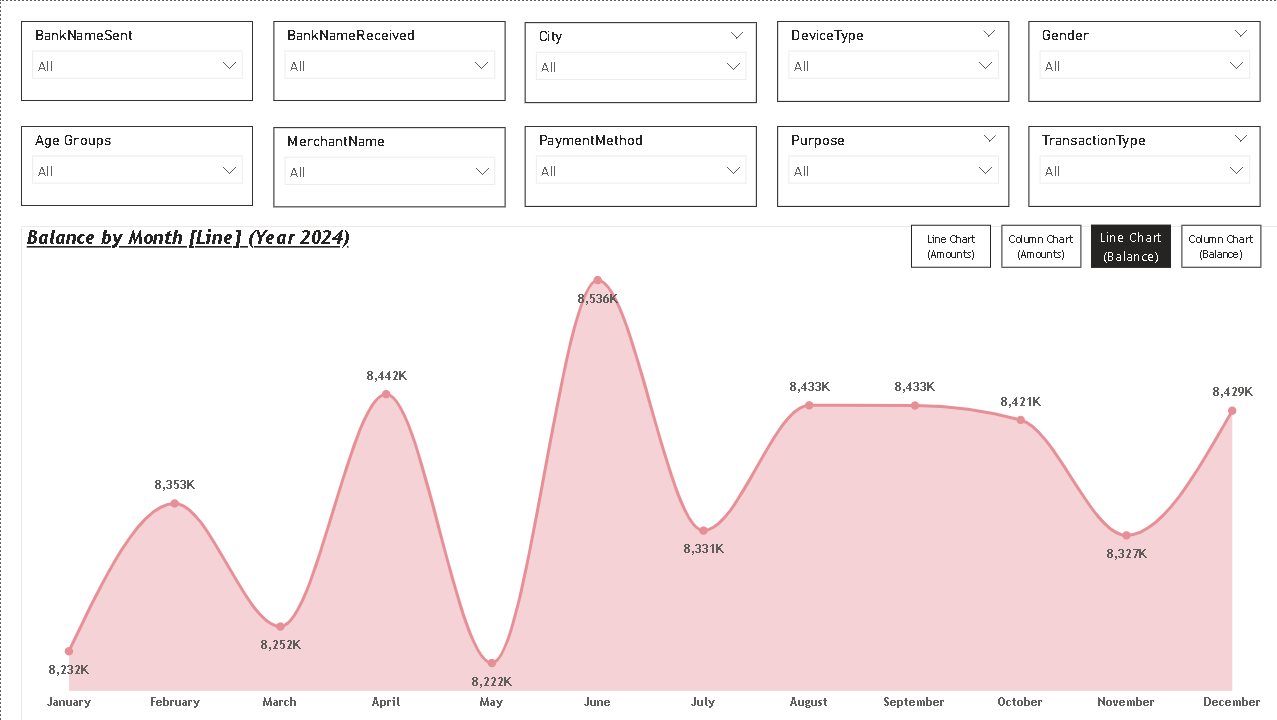 BankNameSent
BankNameReceived
City
DeviceType
Gender
All
All
All
All
All
Age Groups
MerchantName
PaymentMethod
Purpose
TransactionType
All
All
All
All
All
Balance by Month [Line] (Year 2024)
Line Chart
(Amounts)
Column Chart
(Amounts)
Line Chart
(Balance)
Column Chart
(Balance)
8,232K
8,353K
8,252K
8,442K
8,222K
8,536K
8,331K
8,433K
8,433K
8,421K
8,327K
8,429K
January
February
March
April
May
June
July
August
September
October
November
December